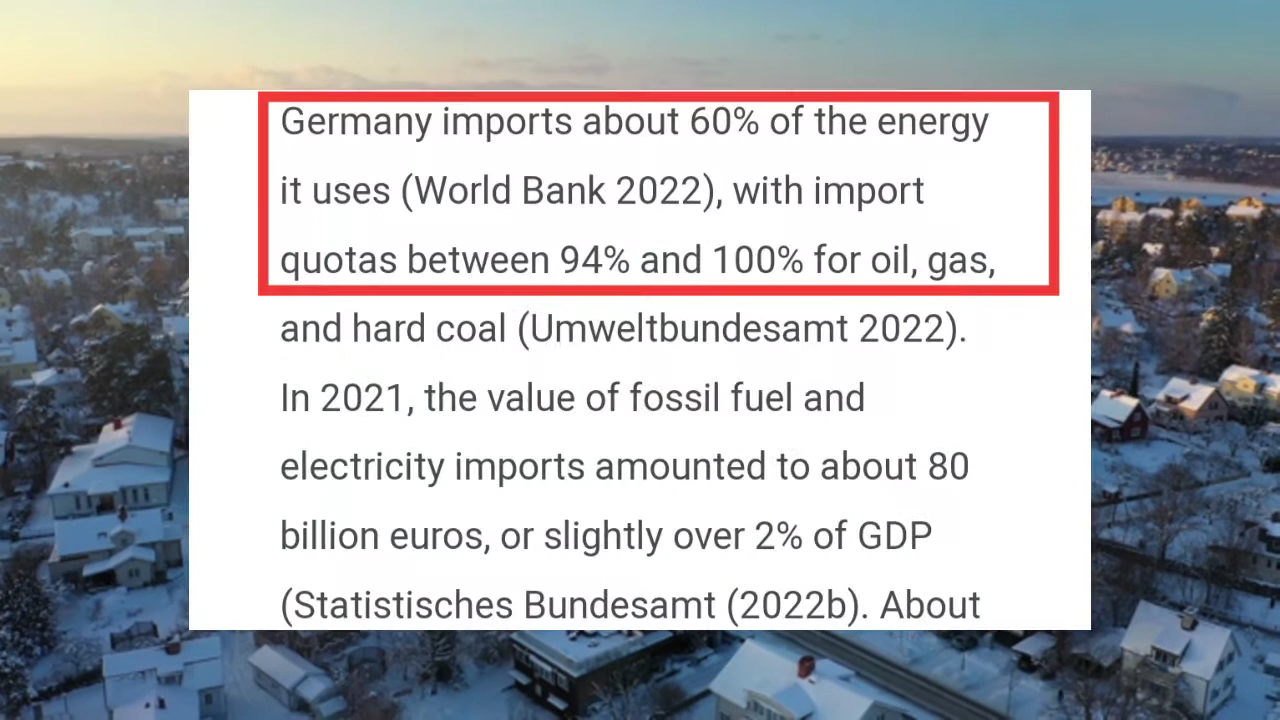 Germany imports about 60% of the energy
it uses (World Bank 2022), with import
quotas between 94% and 100% for oil, gas,
and hard coal (Umweltbundesamt 2022).
In 2021, the value of fossil fuel and
electricity imports amounted to about 80
billion euros, or slightly over 2% of GDP
(Statistisches Bundesamt (2022b). About